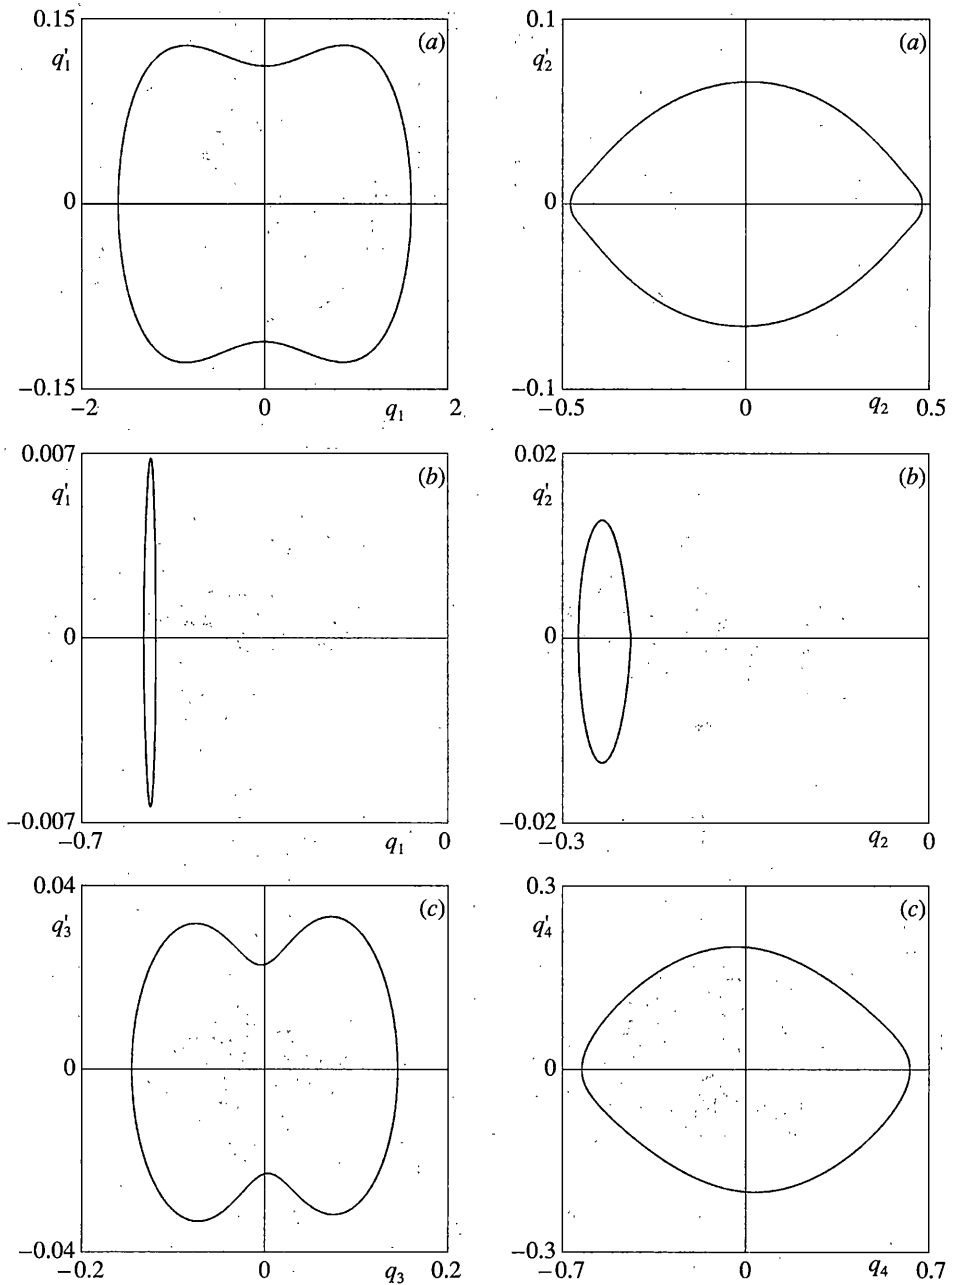 0.15 (a) 0.1 (a)
q′₁ q′₂
0 0
−0.15 −0.1
−2 0 q₁ 2 −0.5 0 q₂ 0.5
0.007 (b) 0.02 (b)
q′₁ q′₂
0 0
−0.007 −0.02
−0.7 q₁ 0 −0.3 q₂ 0
0.04 (c) 0.3 (c)
q′₃ q′₄
0 0
−0.04 −0.3
−0.2 0 q₃ 0.2 −0.7 0 q₄ 0.7